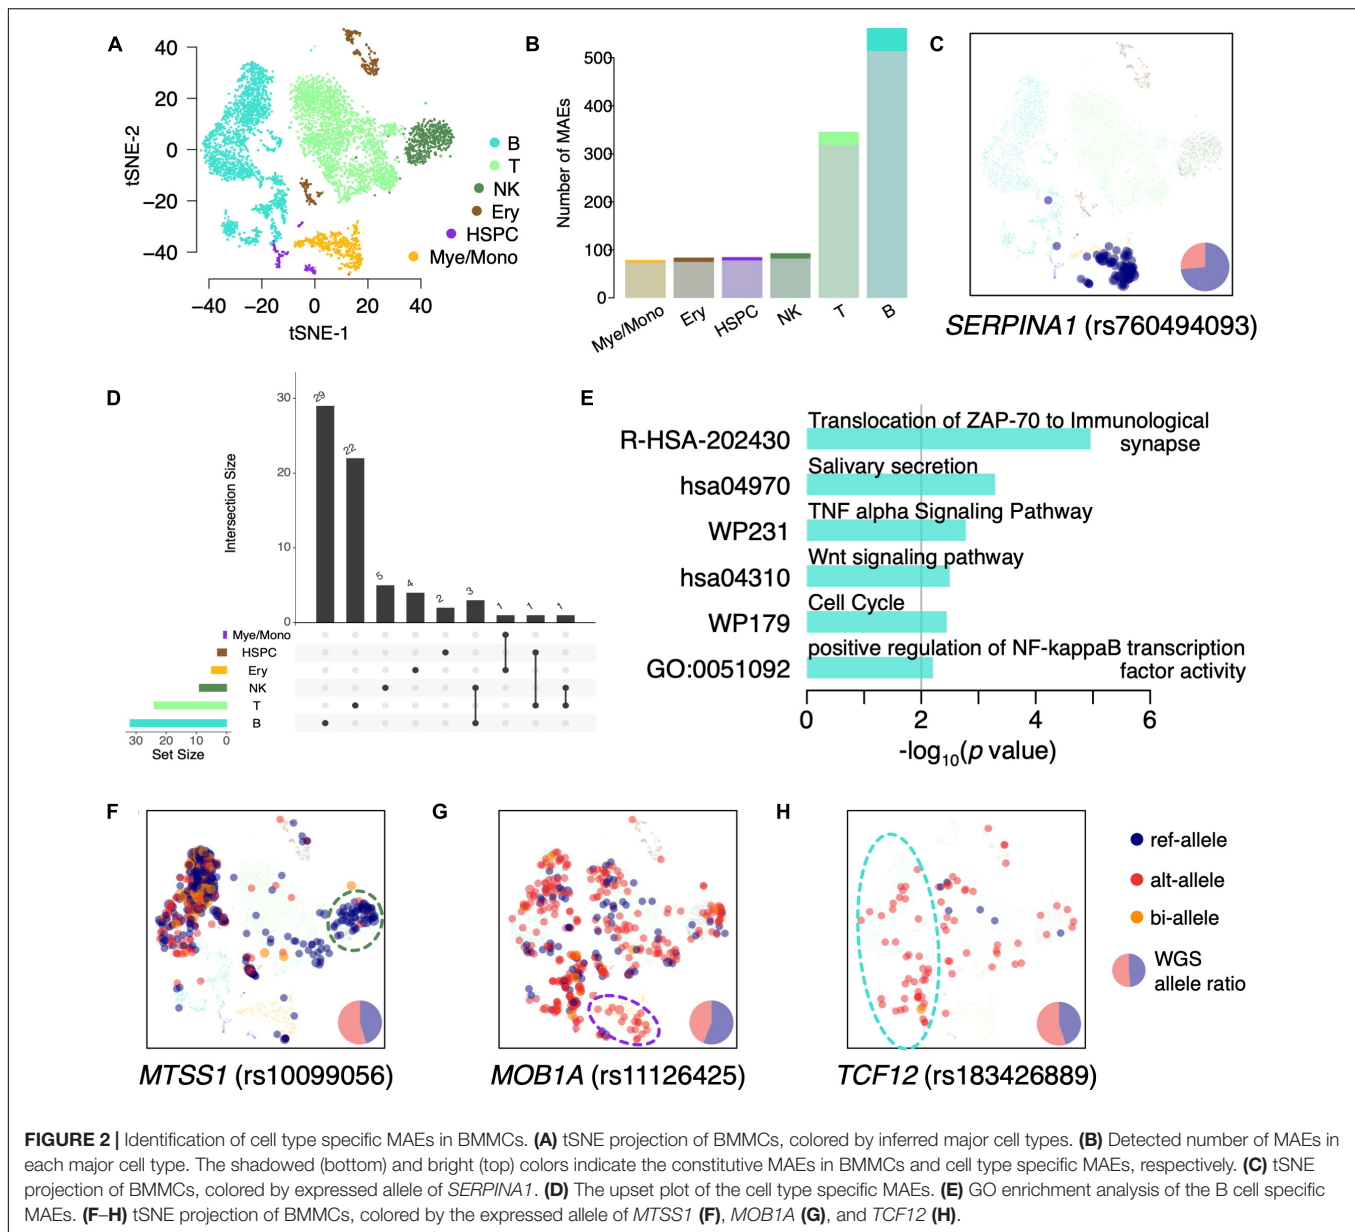 A
40
20
0
−20
−40
tSNE-2
−40 −20 0 20 40
tSNE-1
B
T
NK
Ery
HSPC
Mye/Mono
B
Number of MAEs
500
400
300
200
100
0
Mye/Mono Ery HSPC NK T B
C
SERPINA1 (rs760494093)
D
Intersection Size
30
20
10
0
29 22 5 4 2 3 1 1 1
Mye/Mono
HSPC
Ery
NK
T
B
30 20 10 0
Set Size
E
R-HSA-202430 Translocation of ZAP-70 to Immunological
synapse
hsa04970 Salivary secretion
WP231 TNF alpha Signaling Pathway
hsa04310 Wnt signaling pathway
WP179 Cell Cycle
GO:0051092 positive regulation of NF-kappaB transcription
factor activity
0 2 4 6
-log10(p value)
F
MTSS1 (rs10099056)
G
MOB1A (rs11126425)
H
TCF12 (rs183426889)
ref-allele
alt-allele
bi-allele
WGS
allele ratio
FIGURE 2 | Identification of cell type specific MAEs in BMMCs. (A) tSNE projection of BMMCs, colored by inferred major cell types. (B) Detected number of MAEs in
each major cell type. The shadowed (bottom) and bright (top) colors indicate the constitutive MAEs in BMMCs and cell type specific MAEs, respectively. (C) tSNE
projection of BMMCs, colored by expressed allele of SERPINA1. (D) The upset plot of the cell type specific MAEs. (E) GO enrichment analysis of the B cell specific
MAEs. (F–H) tSNE projection of BMMCs, colored by the expressed allele of MTSS1 (F), MOB1A (G), and TCF12 (H).